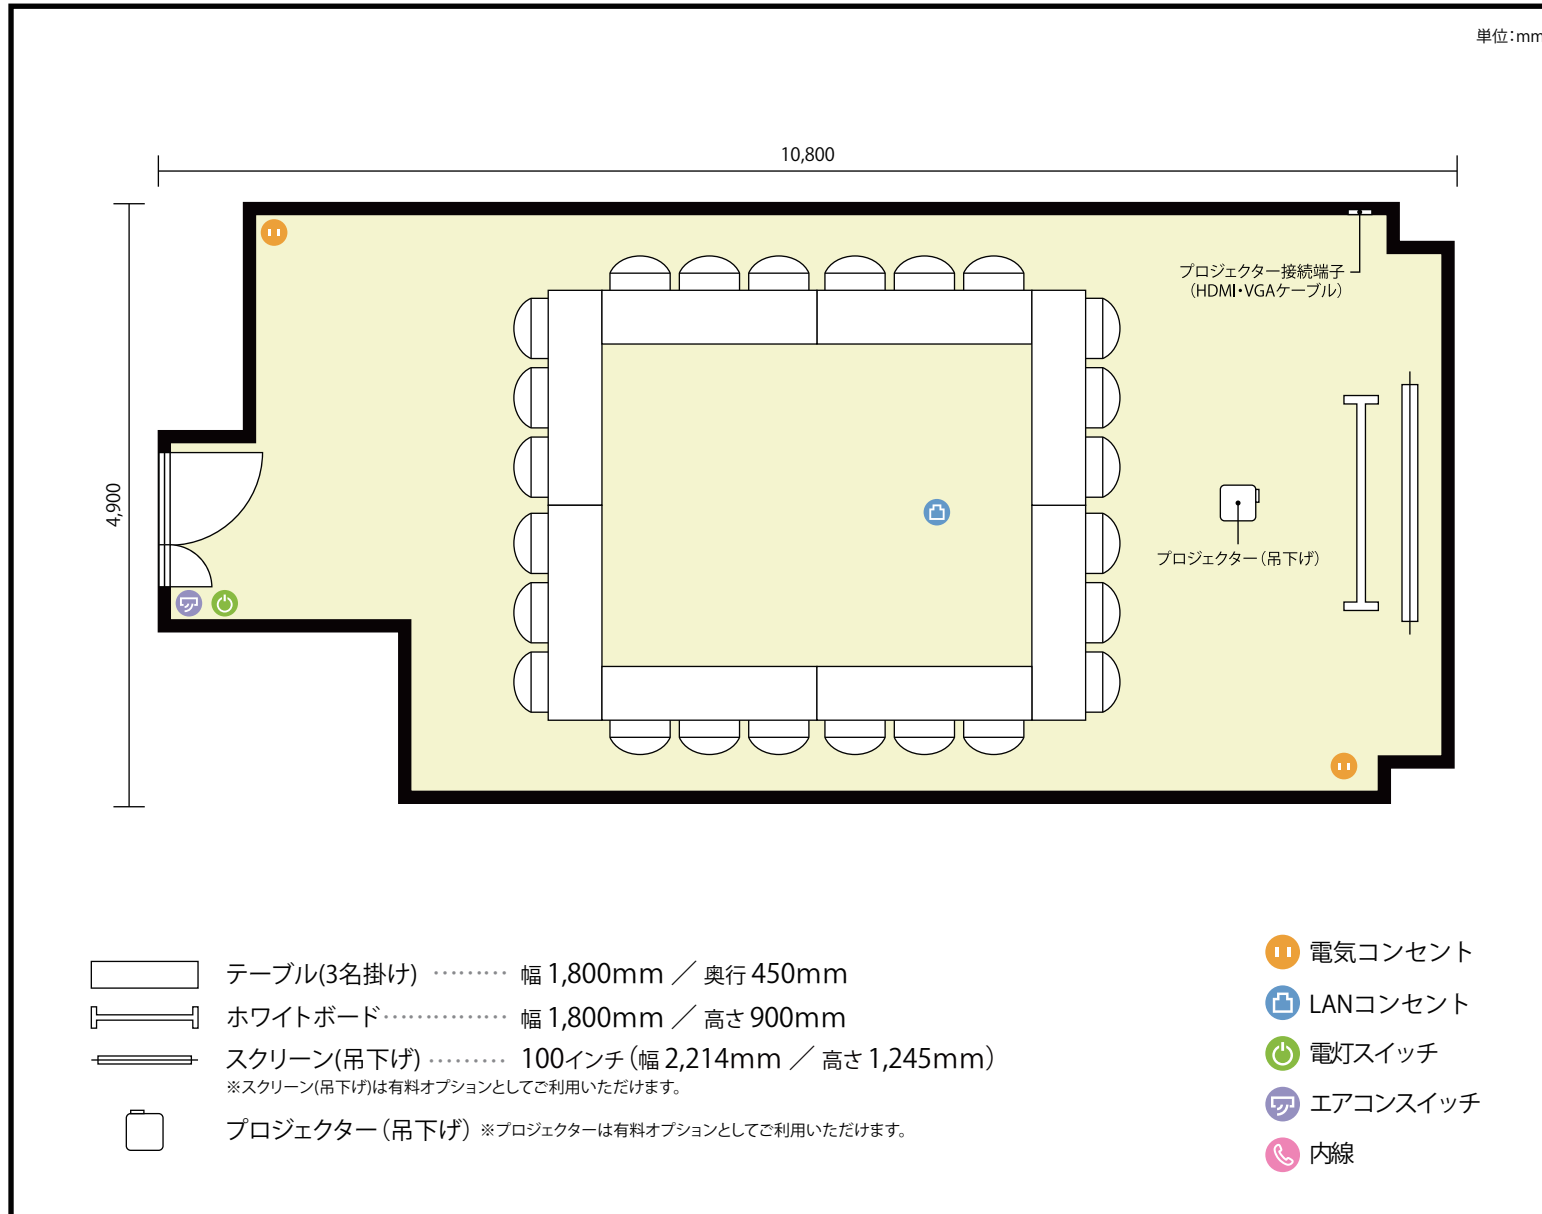 単位：mm
10,800
プロジェクター接続端子
（HDMI・VGAケーブル）
4,900
プロジェクター（吊下げ）
テーブル(3名掛け) ……… 幅 1,800mm ／ 奥行 450mm
ホワイトボード…………… 幅 1,800mm ／ 高さ 900mm
スクリーン(吊下げ) ……… 100インチ（幅 2,214mm ／ 高さ 1,245mm）
※スクリーン(吊下げ)は有料オプションとしてご利用いただけます。
プロジェクター（吊下げ） ※プロジェクターは有料オプションとしてご利用いただけます。
電気コンセント
LANコンセント
電灯スイッチ
エアコンスイッチ
内線